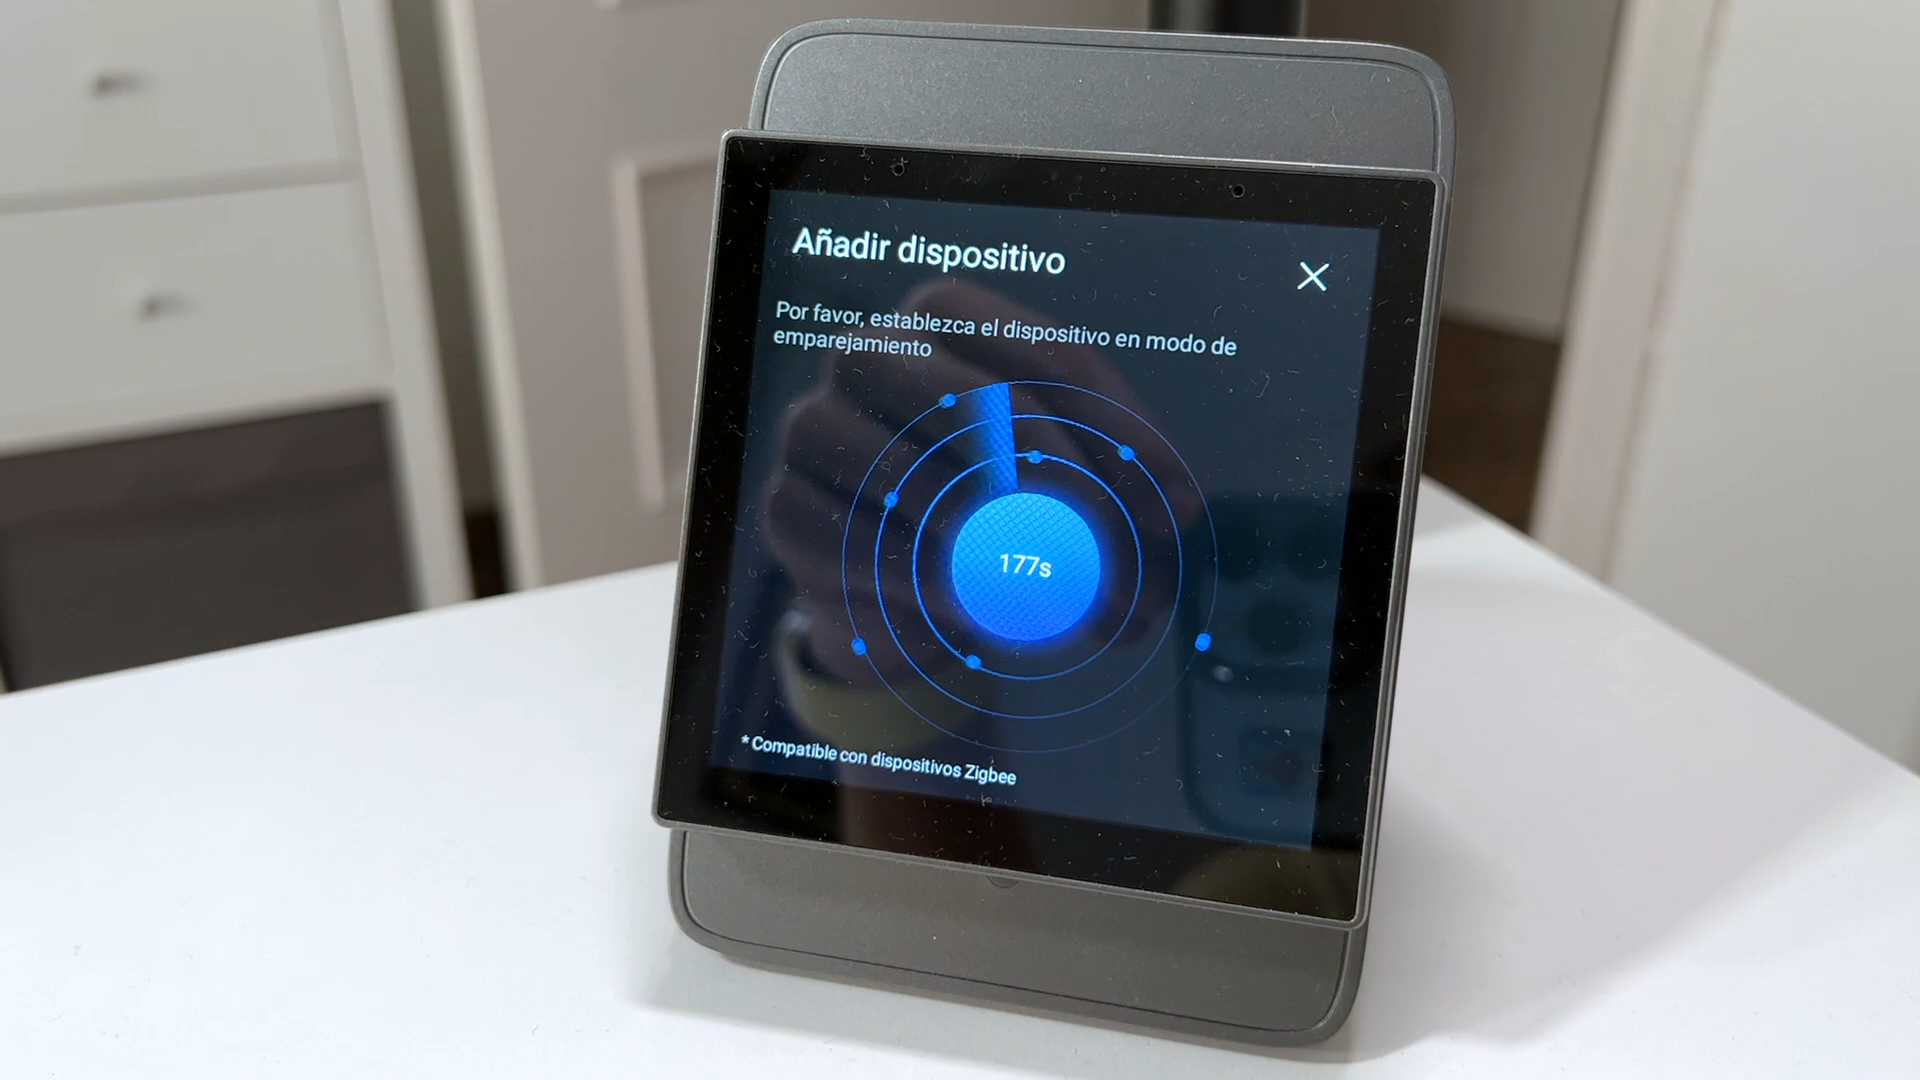 Añadir dispositivo
Por favor, establezca el dispositivo en modo de
emparejamiento
177s
* Compatible con dispositivos Zigbee